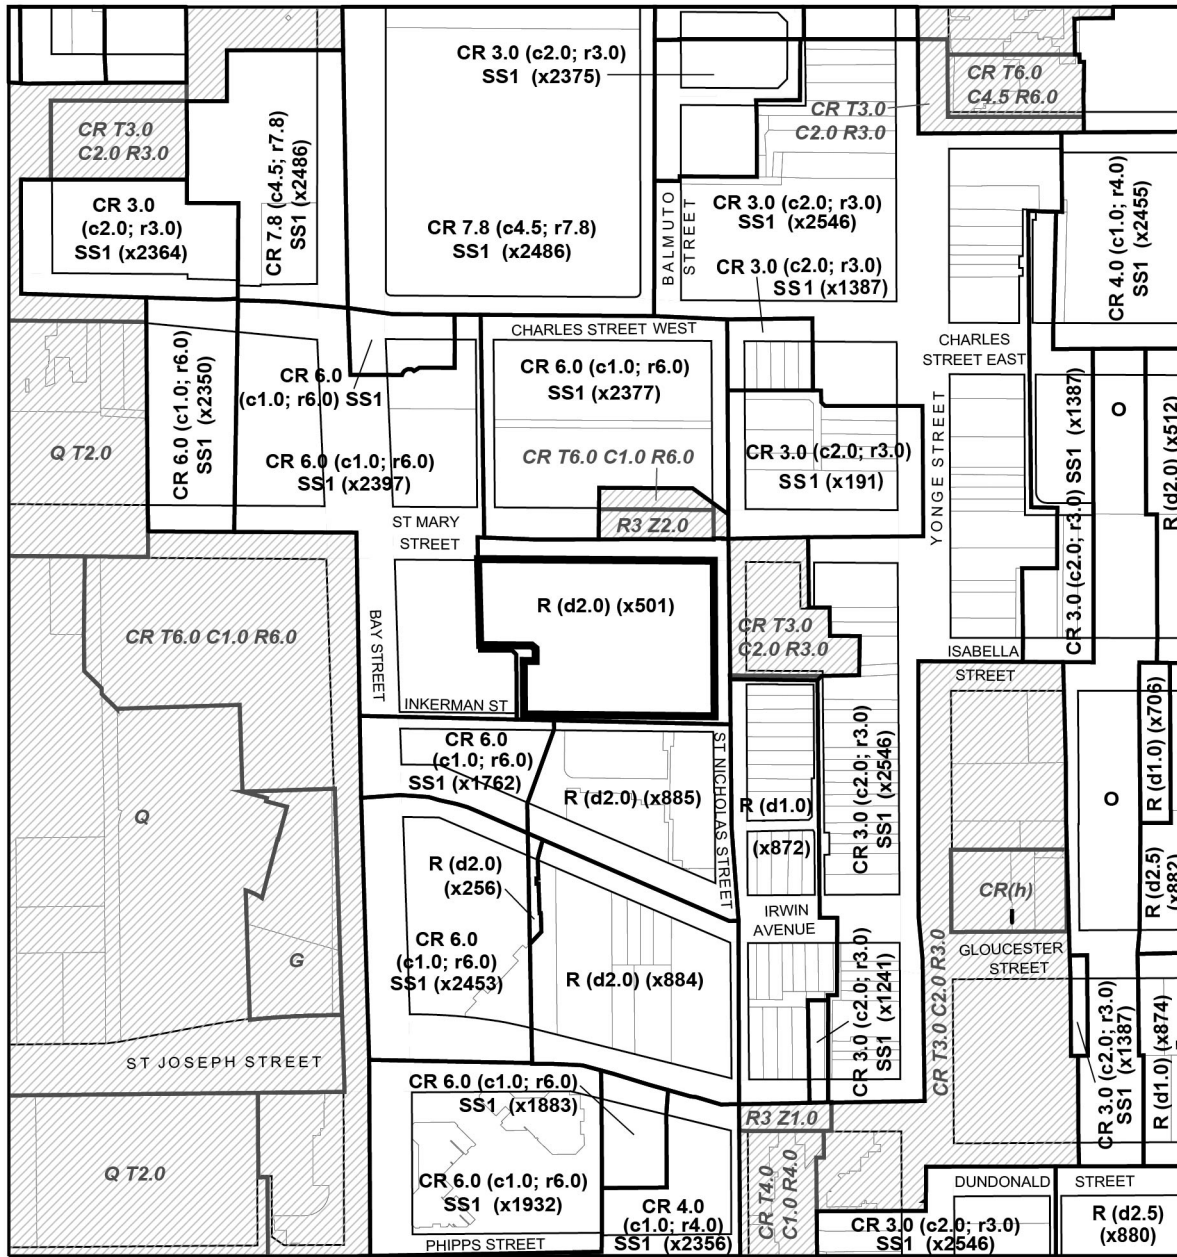 CR 3.0 (c2.0; r3.0)
SS1 (x2375)
CR T6.0
C4.5 R6.0
CR T3.0
C2.0 R3.0
CR T3.0
C2.0 R3.0
CR 7.8 (c4.5; r7.8)
SS1 (x2486)
CR 3.0
(c2.0; r3.0)
SS1 (x2364)
CR 7.8 (c4.5; r7.8)
SS1 (x2486)
BALMUTO
STREET
CR 3.0 (c2.0; r3.0)
SS1 (x2546)
CR 3.0 (c2.0; r3.0)
SS1 (x1387)
CR 4.0 (c1.0; r4.0)
SS1 (x2455)
CHARLES STREET WEST
CHARLES
STREET EAST
CR 6.0 (c1.0; r6.0)
SS1 (x2350)
CR 6.0
(c1.0; r6.0) SS1
CR 6.0 (c1.0; r6.0)
SS1 (x2377)
Q T2.0
CR 6.0 (c1.0; r6.0)
SS1 (x2397)
CR T6.0 C1.0 R6.0
CR 3.0 (c2.0; r3.0)
SS1 (x191)
YONGE STREET
CR 3.0 (c2.0; r3.0) SS1 (x1387)
O
R (d2.0) (x512)
R3 Z2.0
ST MARY
STREET
CR T6.0 C1.0 R6.0
BAY STREET
R (d2.0) (x501)
CR T3.0
C2.0 R3.0
ISABELLA
STREET
INKERMAN ST
CR 6.0
(c1.0; r6.0)
SS1 (x1762)
R (d2.0) (x885)
ST NICHOLAS STREET
R (d1.0)
(x872)
CR 3.0 (c2.0; r3.0)
SS1 (x2546)
O
R (d1.0) (x706)
Q
R (d2.0)
(x256)
CR(h)
I
R (d2.5)
(x882)
IRWIN
AVENUE
G
CR 6.0
(c1.0; r6.0)
SS1 (x2453)
R (d2.0) (x884)
CR 3.0 (c2.0; r3.0)
SS1 (x1241)
CR T3.0 C2.0 R3.0
GLOUCESTER
STREET
ST JOSEPH STREET
CR 3.0 (c2.0; r3.0)
SS1 (x1387)
R (d1.0) (x874)
CR 6.0 (c1.0; r6.0)
SS1 (x1883)
R3 Z1.0
Q T2.0
CR 6.0 (c1.0; r6.0)
SS1 (x1932)
CR T4.0
C1.0 R4.0
DUNDONALD STREET
CR 4.0
(c1.0; r4.0)
SS1 (x2356)
CR 3.0 (c2.0; r3.0)
SS1 (x2546)
R (d2.5)
(x880)
PHIPPS STREET